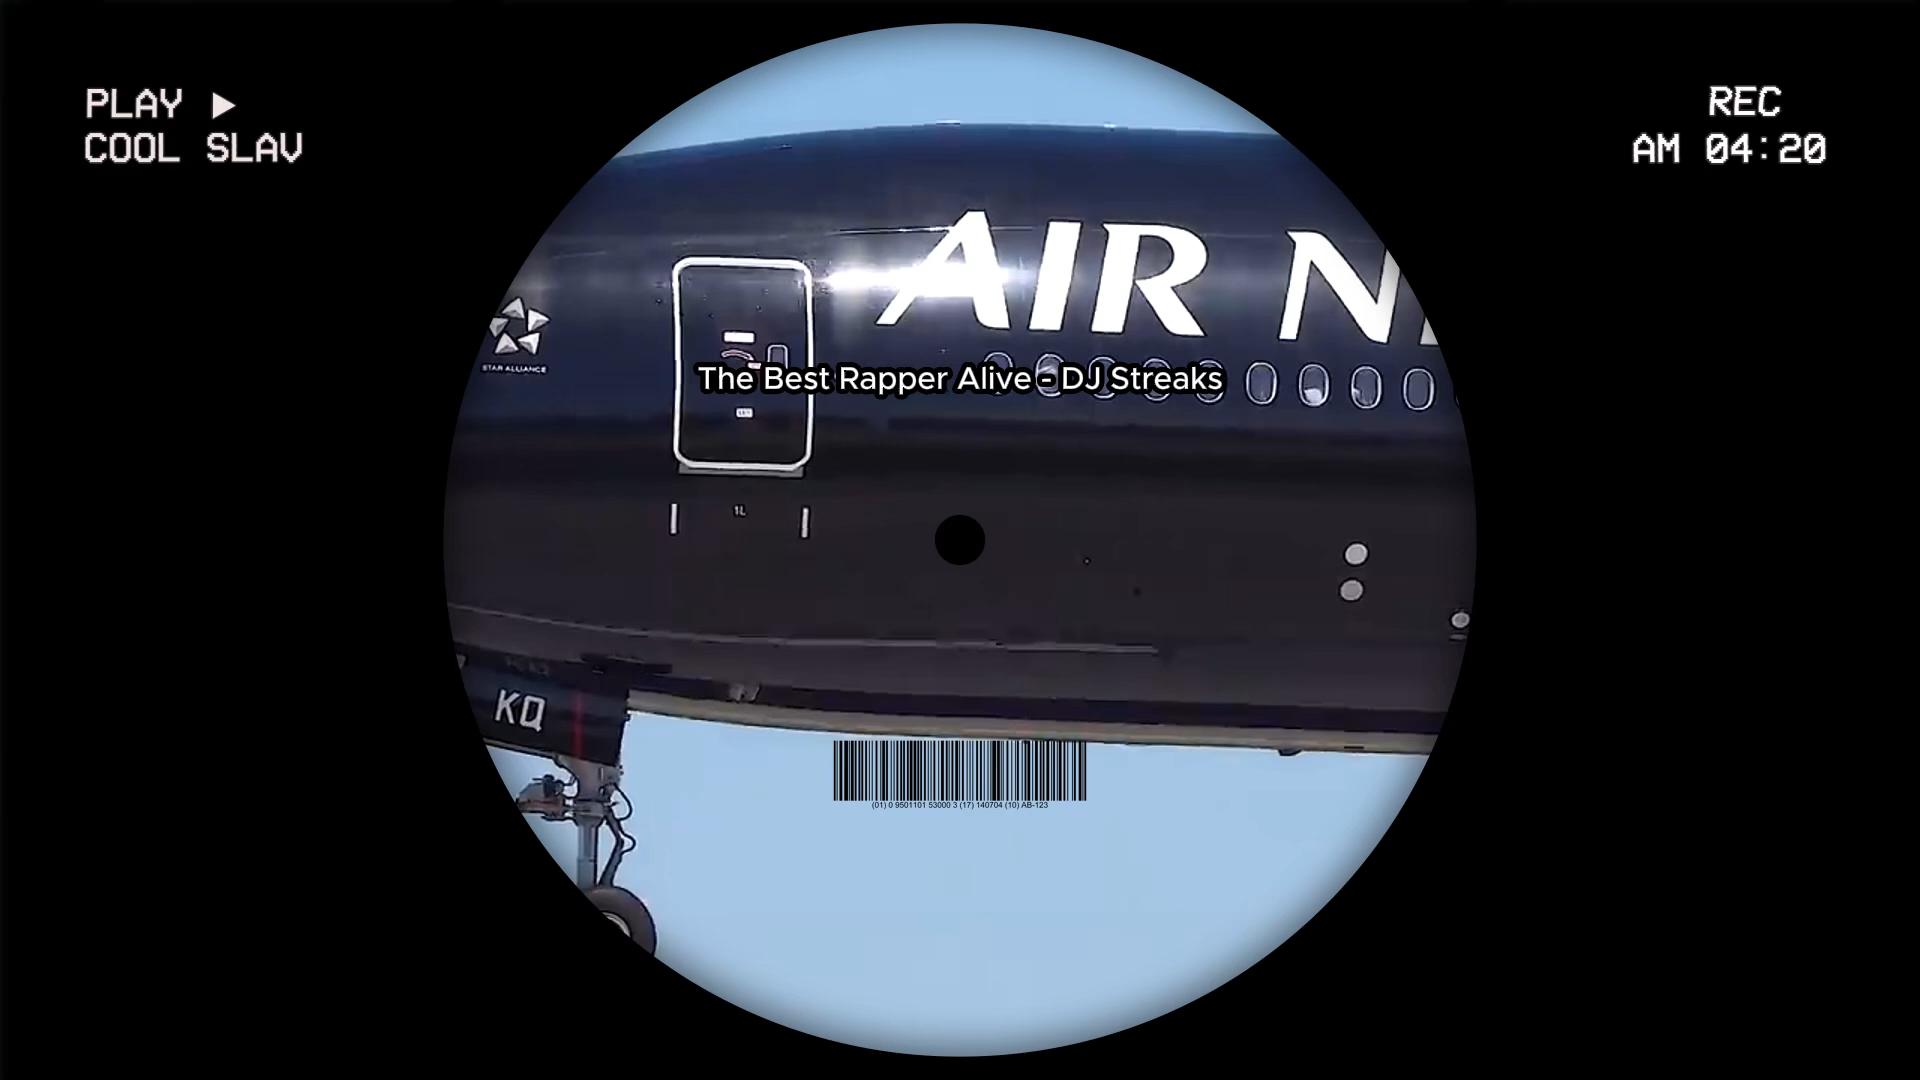 PLAY ▶
COOL SLAV
REC
AM 04:20
AIR N
STAR ALLIANCE
The Best Rapper Alive - DJ Streaks
1L
KQ
(01) 0 9501101 53000 3 (17) 140704 (10) AB-123